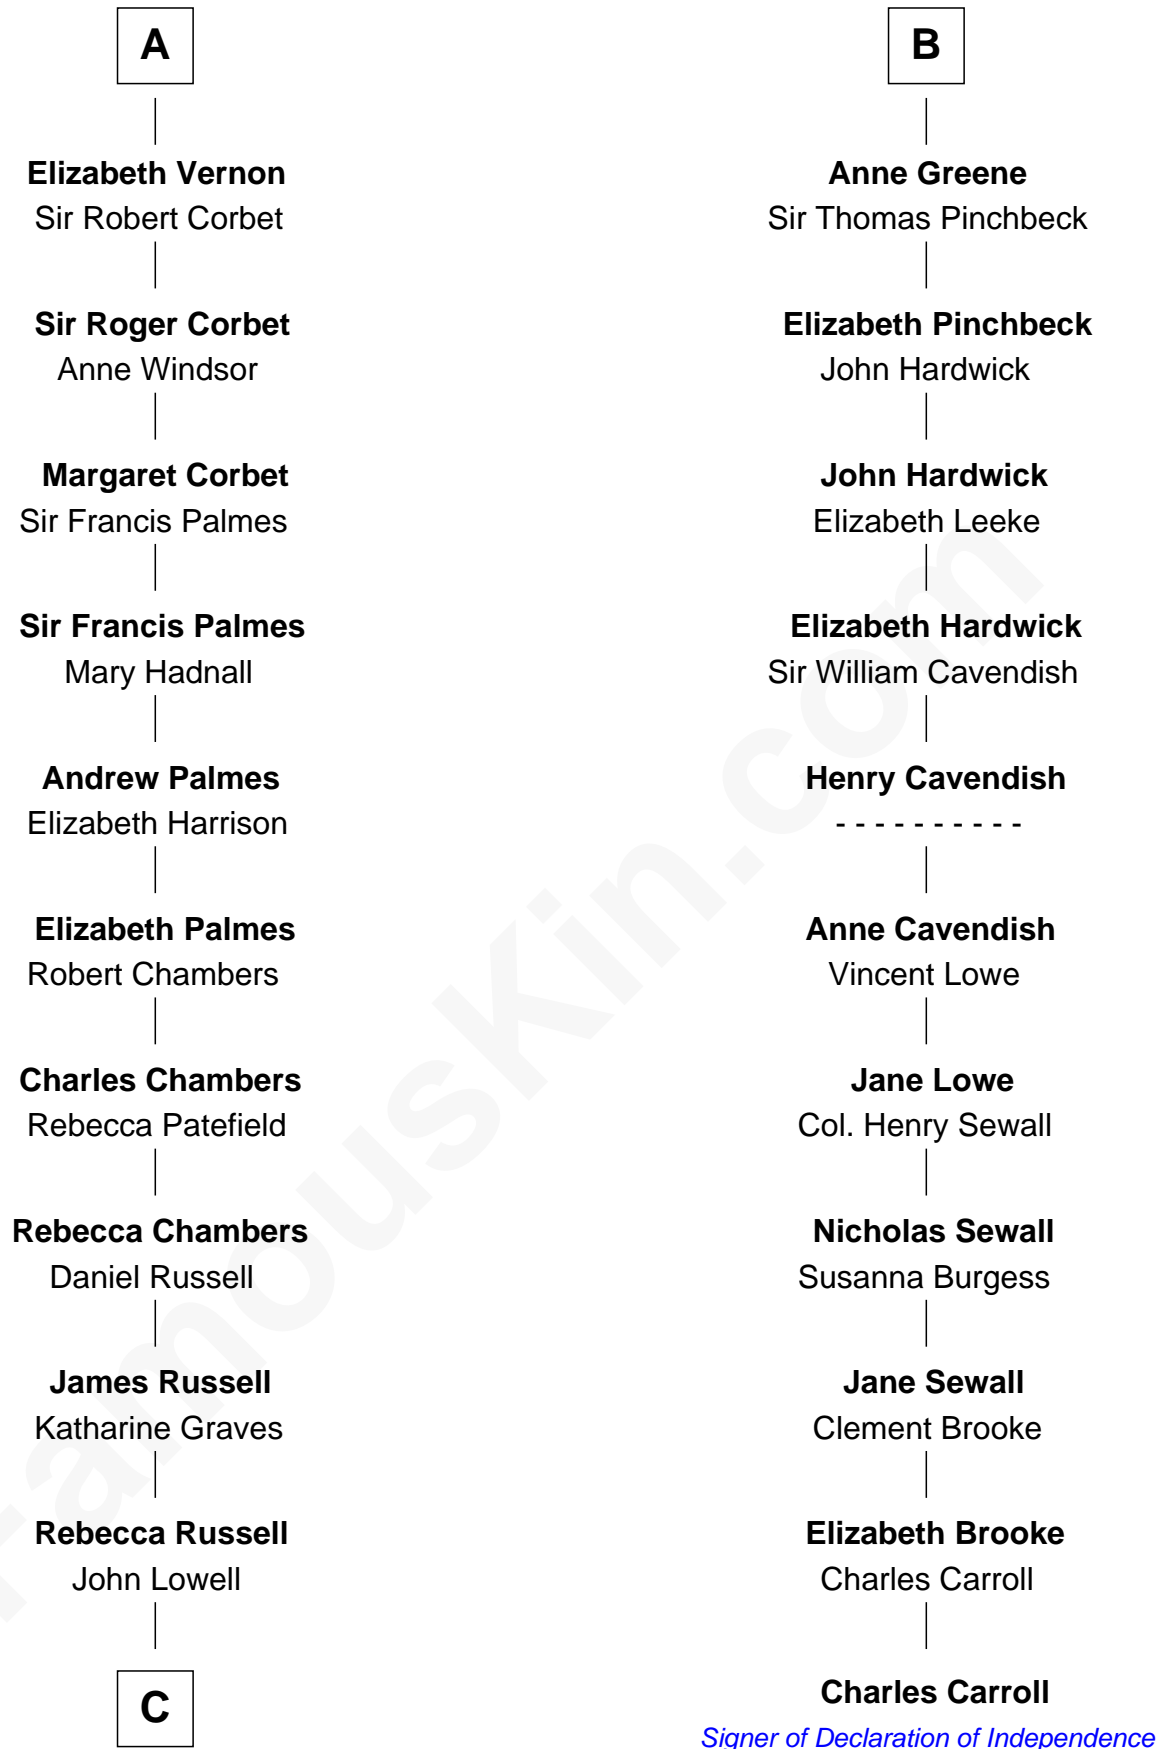 A
Elizabeth Vernon
Sir Robert Corbet
Sir Roger Corbet
Anne Windsor
Margaret Corbet
Sir Francis Palmes
Sir Francis Palmes
Mary Hadnall
Andrew Palmes
Elizabeth Harrison
Elizabeth Palmes
Robert Chambers
Charles Chambers
Rebecca Patefield
Rebecca Chambers
Daniel Russell
James Russell
Katharine Graves
Rebecca Russell
John Lowell
C
B
Anne Greene
Sir Thomas Pinchbeck
Elizabeth Pinchbeck
John Hardwick
John Hardwick
Elizabeth Leeke
Elizabeth Hardwick
Sir William Cavendish
Henry Cavendish
- - - - - - - - - -
Anne Cavendish
Vincent Lowe
Jane Lowe
Col. Henry Sewall
Nicholas Sewall
Susanna Burgess
Jane Sewall
Clement Brooke
Elizabeth Brooke
Charles Carroll
Charles Carroll
Signer of Declaration of Independence
FamousKin.com